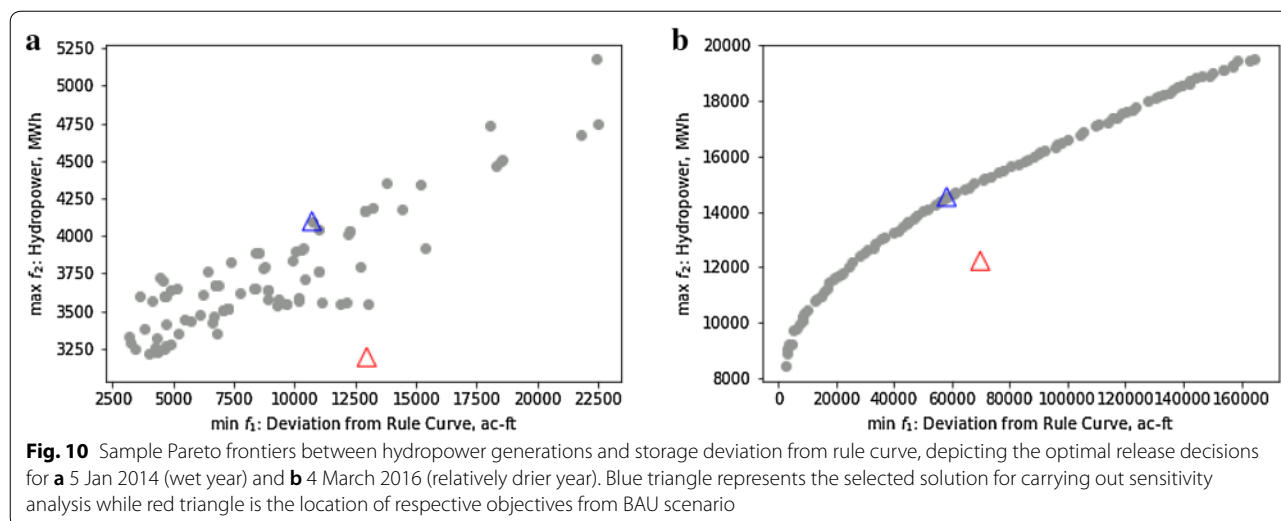 a
5250
5000
4750
4500
4250
4000
3750
3500
3250
max f₂: Hydropower, MWh
2500 5000 7500 10000 12500 15000 17500 20000 22500
min f₁: Deviation from Rule Curve, ac-ft
b
20000
18000
16000
14000
12000
10000
8000
max f₂: Hydropower, MWh
0 20000 40000 60000 80000 100000 120000 140000 160000
min f₁: Deviation from Rule Curve, ac-ft
Fig. 10 Sample Pareto frontiers between hydropower generations and storage deviation from rule curve, depicting the optimal release decisions
for a 5 Jan 2014 (wet year) and b 4 March 2016 (relatively drier year). Blue triangle represents the selected solution for carrying out sensitivity
analysis while red triangle is the location of respective objectives from BAU scenario